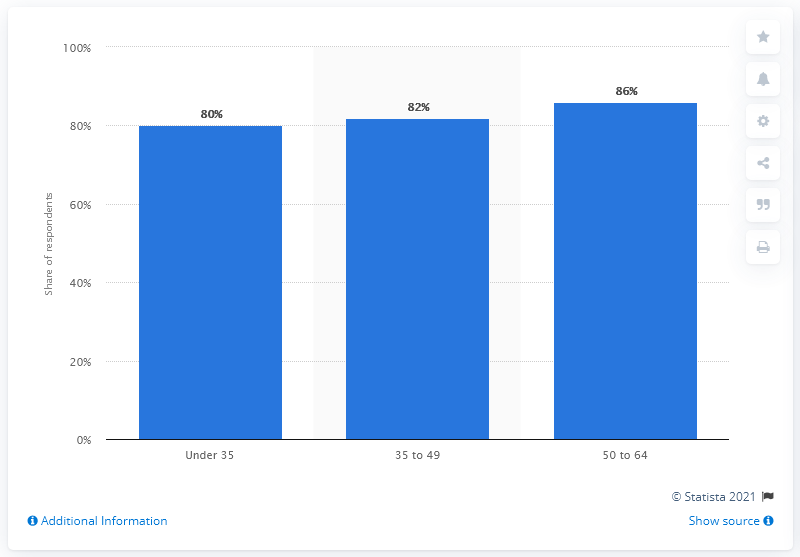 100%
80%
60%
40%
20%
0%
Share of respondents
80%
82%
86%
Under 35
35 to 49
50 to 64
© Statista 2021
Additional Information
Show source